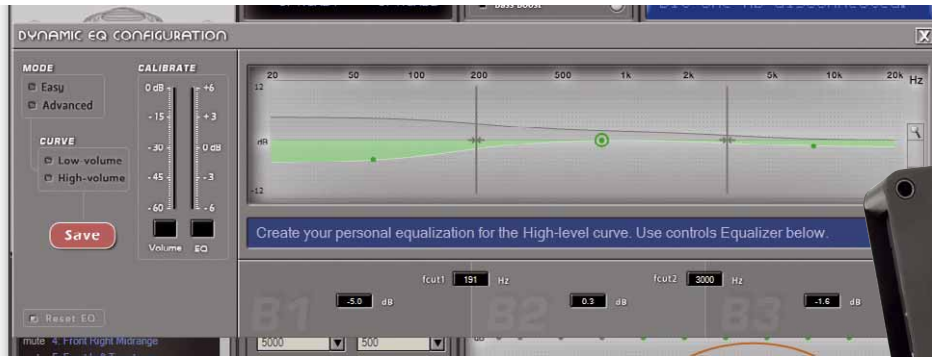 Bass Boost
DYNAMIC EQ CONFIGURATION
X
MODE
Easy
Advanced
CURVE
Low-volume
High-volume
Save
Reset EQ
CALIBRATE
0 dB
- 15 -
- 30 -
- 45 -
- 60 -
+6
+3
0 dB
-3
-6
Volume
EQ
20 50 100 200 500 1k 2k 5k 10k 20k Hz
12
dB
-12
Create your personal equalization for the High-level curve. Use controls Equalizer below.
fcut1 191 Hz
fcut2 3000 Hz
B1 -5.0 dB
B2 0.3 dB
B3 -1.6 dB
mute 4: Front Right Midrange
5000
500
dB